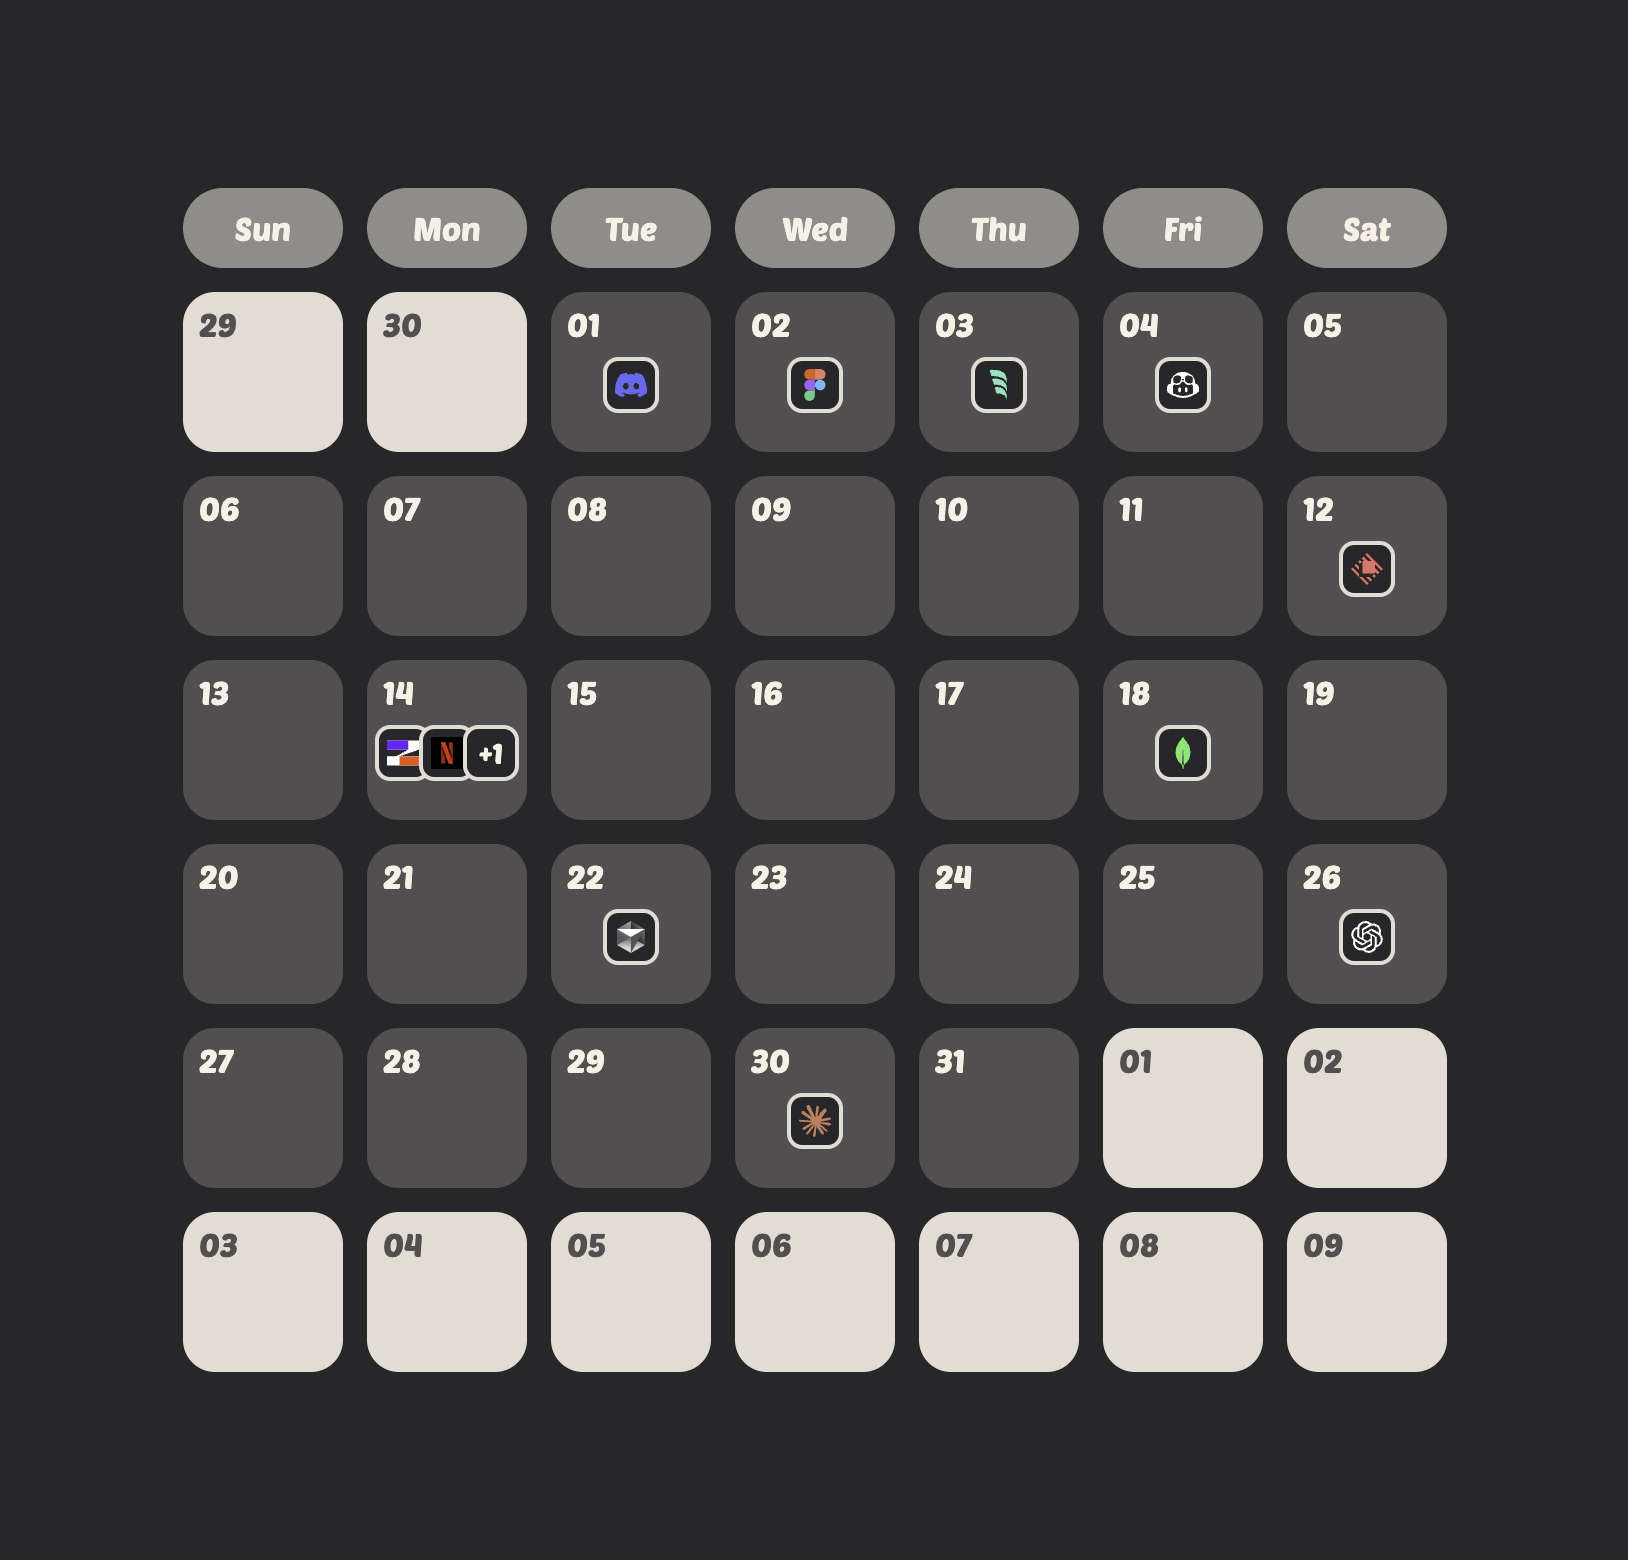 Sun Mon Tue Wed Thu Fri Sat
29 30 01 02 03 04 05
06 07 08 09 10 11 12
13 14 15 16 17 18 19
N +1
20 21 22 23 24 25 26
27 28 29 30 31 01 02
03 04 05 06 07 08 09